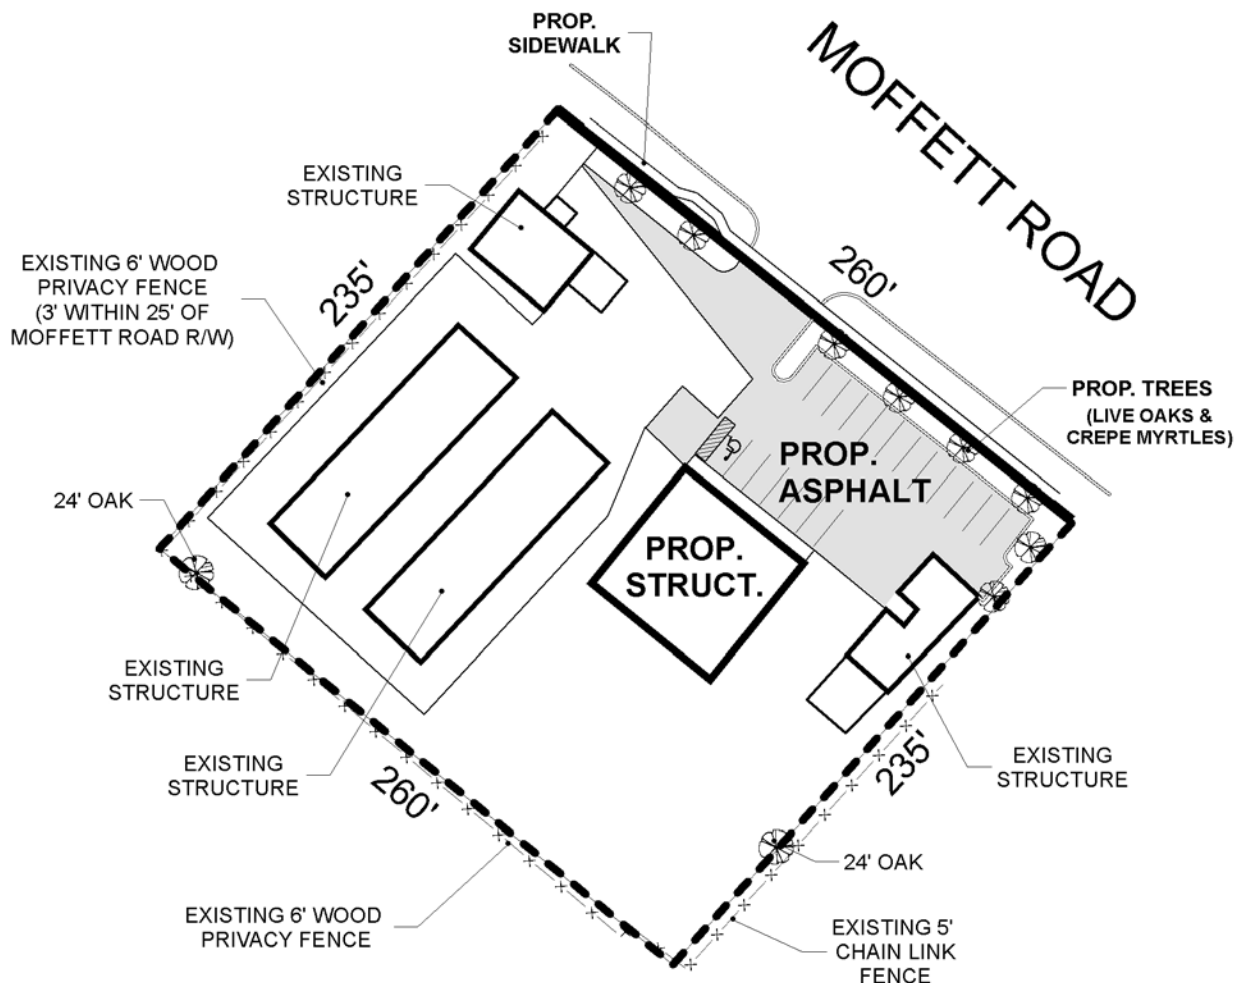 PROP.
SIDEWALK
MOFFETT ROAD
EXISTING
STRUCTURE
EXISTING 6' WOOD
PRIVACY FENCE
(3' WITHIN 25' OF
MOFFETT ROAD R/W)
235'
260'
PROP. TREES
(LIVE OAKS &
CREPE MYRTLES)
PROP.
ASPHALT
24' OAK
PROP.
STRUCT.
EXISTING
STRUCTURE
EXISTING
STRUCTURE
260'
235'
EXISTING
STRUCTURE
24' OAK
EXISTING 6' WOOD
PRIVACY FENCE
EXISTING 5'
CHAIN LINK
FENCE